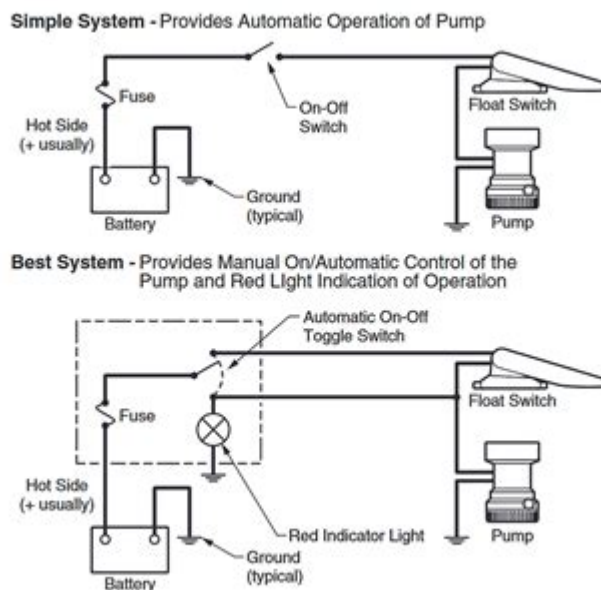 Simple System - Provides Automatic Operation of Pump
Fuse
On-Off
Switch
Float Switch
Hot Side
(+ usually)
Ground
(typical)
Battery
Pump
Best System - Provides Manual On/Automatic Control of the
Pump and Red LIght Indication of Operation
Automatic On-Off
Toggle Switch
Fuse
Float Switch
Hot Side
(+ usually)
Red Indicator Light
Ground
(typical)
Battery
Pump